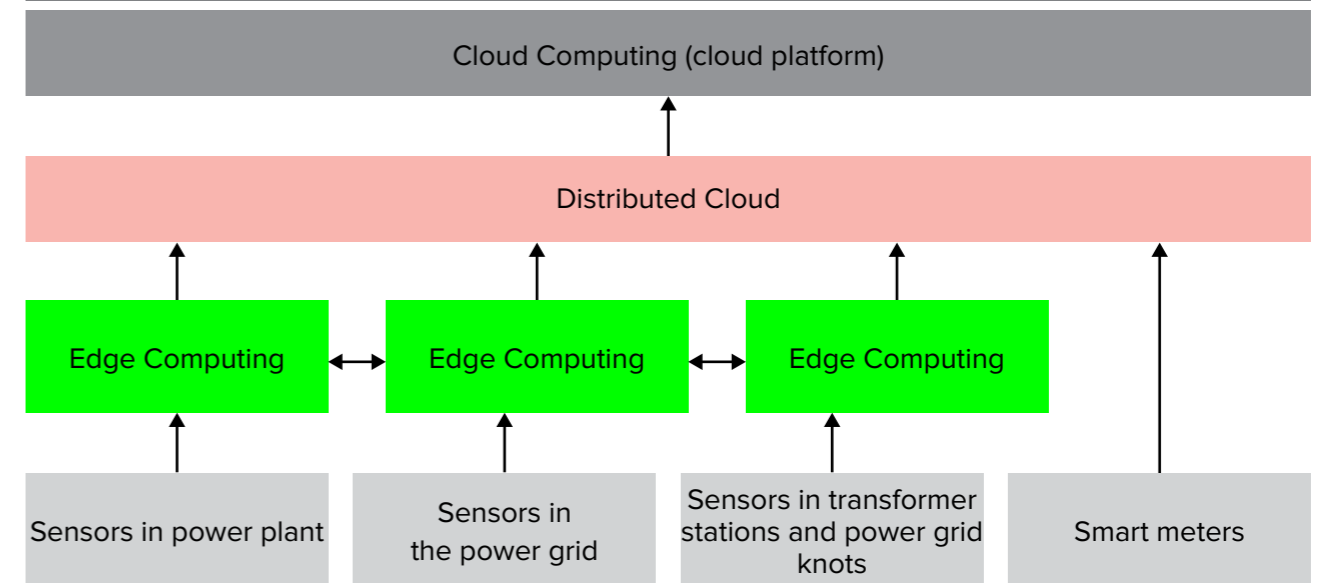 Cloud Computing (cloud platform)
Distributed Cloud
Edge Computing
Edge Computing
Edge Computing
Sensors in power plant
Sensors in
the power grid
Sensors in transformer
stations and power grid
knots
Smart meters